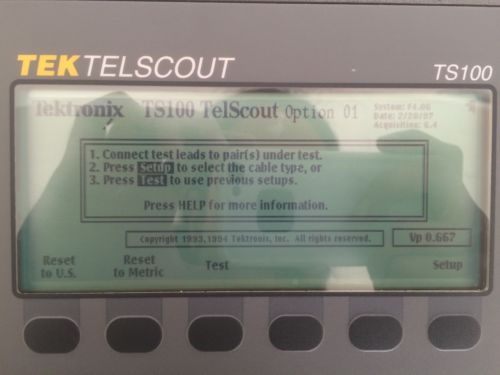 TEKTELSCOUT
TS100
Tektronix TS100 TelScout Option 01
System: F4.06
Date: 2/20/97
Acquisition: 6.4
1. Connect test leads to pair(s) under test.
2. Press Setup to select the cable type, or
3. Press Test to use previous setups.
Press HELP for more information.
Copyright 1993,1994 Tektronix, Inc. All rights reserved.
Vp 0.667
Reset to U.S.
Reset to Metric
Test
Setup